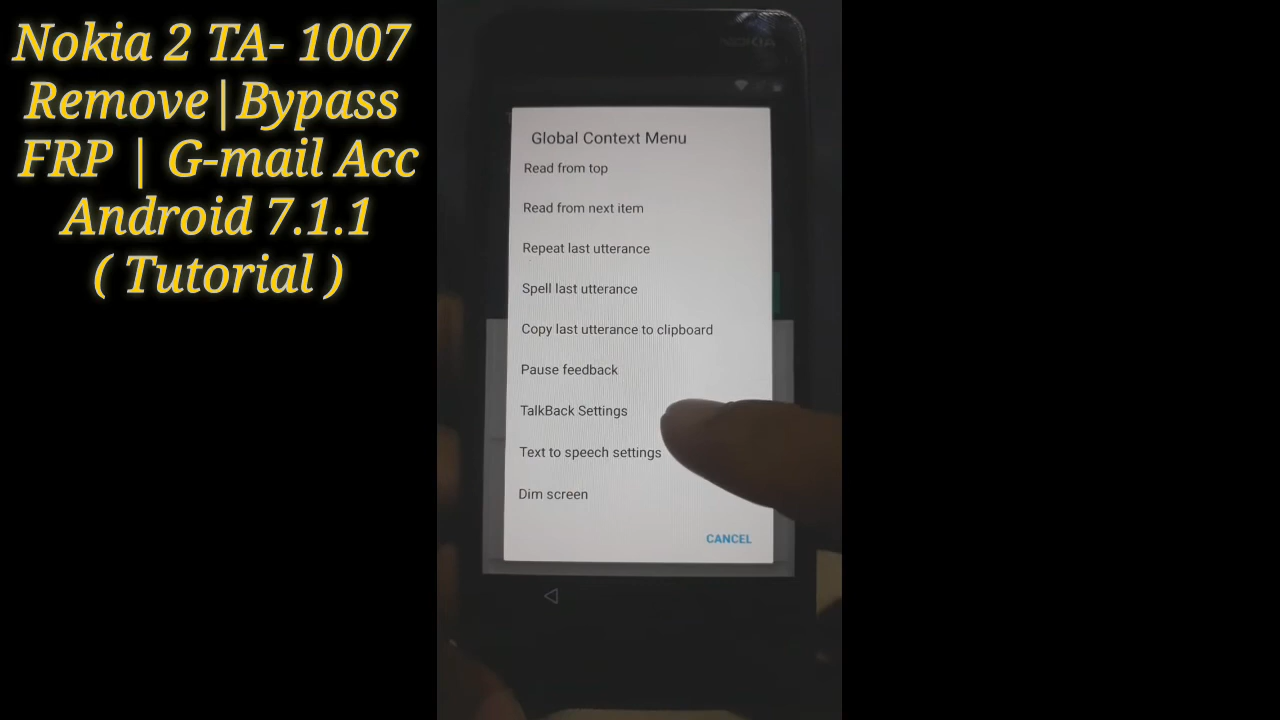 Nokia 2 TA- 1007
Remove|Bypass
FRP | G-mail Acc
Android 7.1.1
( Tutorial )
NOKIA
Global Context Menu
Read from top
Read from next item
Repeat last utterance
Spell last utterance
Copy last utterance to clipboard
Pause feedback
TalkBack Settings
Text to speech settings
Dim screen
CANCEL